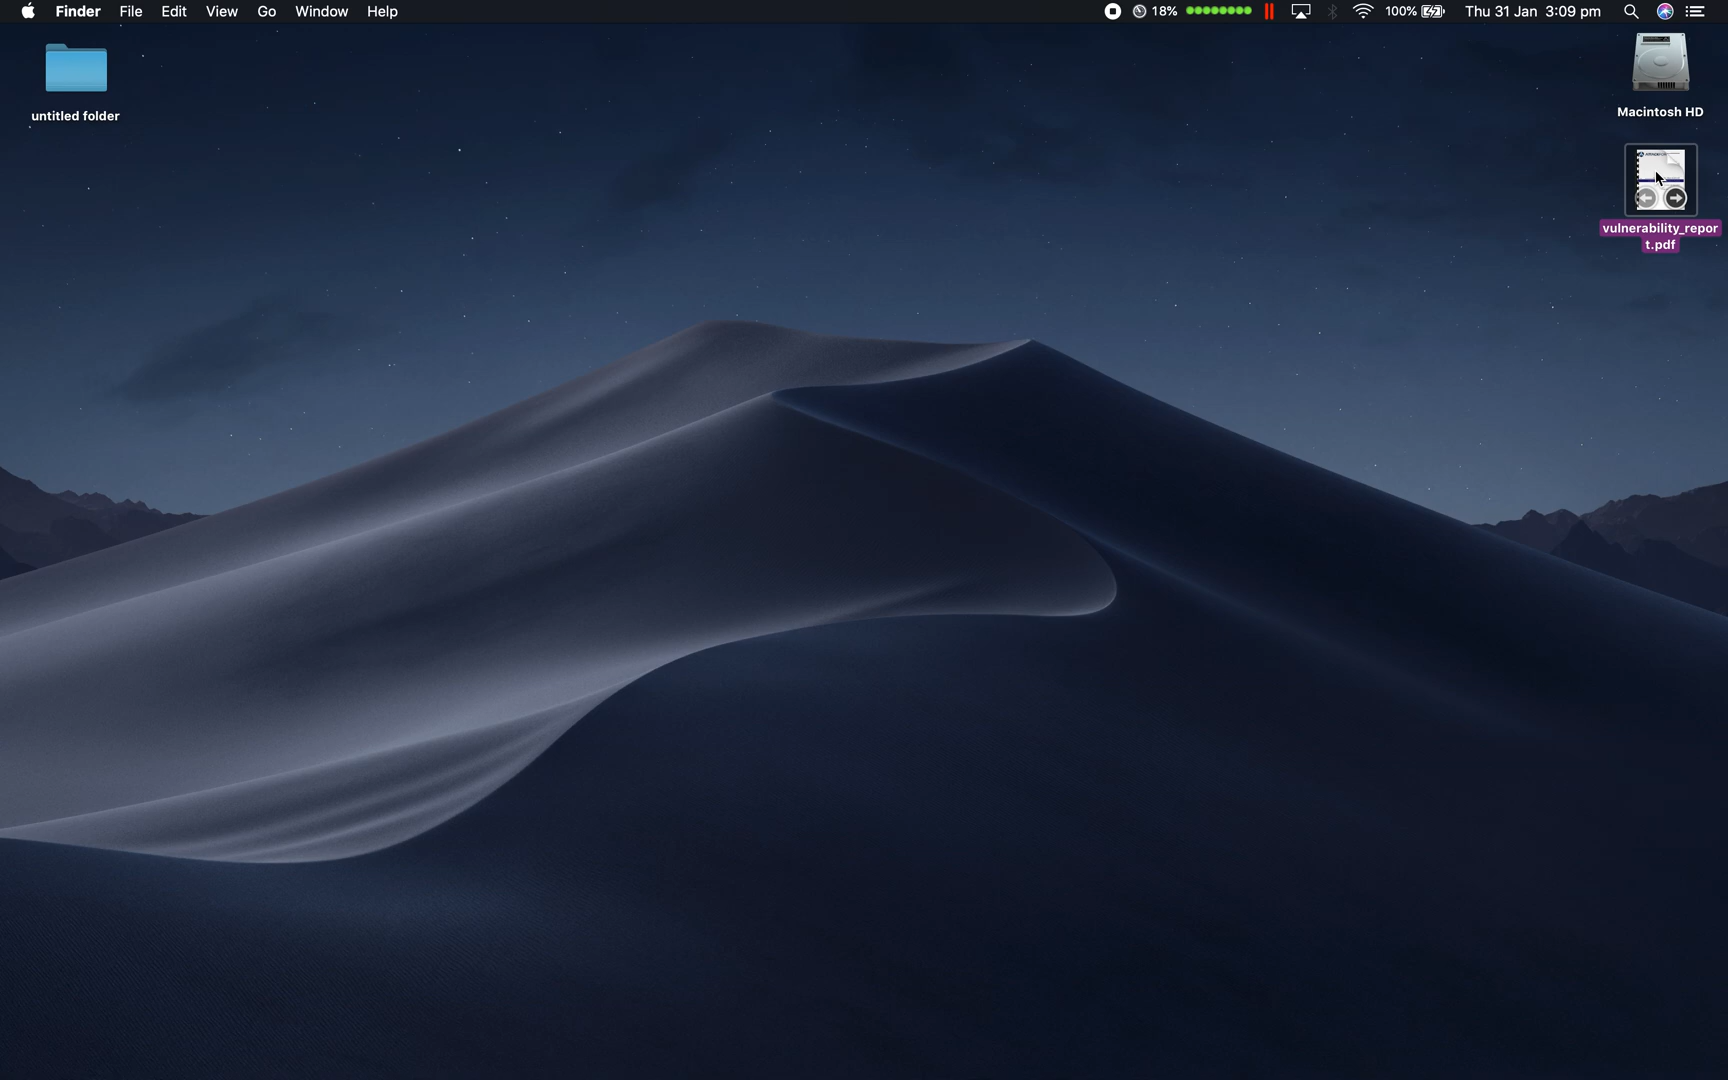 Finder File Edit View Go Window Help 18% 100% Thu 31 Jan 3:09 pm
untitled folder
Macintosh HD
vulnerability_repor
t.pdf